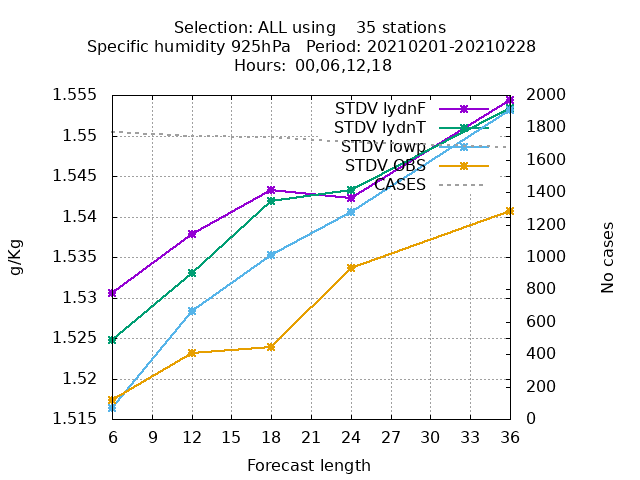 Selection: ALL using    35 stations
Specific humidity 925hPa   Period: 20210201-20210228
Hours: 00,06,12,18
STDV lydnF
STDV lydnT
STDV iowp
STDV OBS
CASES
1.555
1.55
1.545
1.54
1.535
1.53
1.525
1.52
1.515
g/Kg
2000
1800
1600
1400
1200
1000
800
600
400
200
0
No cases
6 9 12 15 18 21 24 27 30 33 36
Forecast length